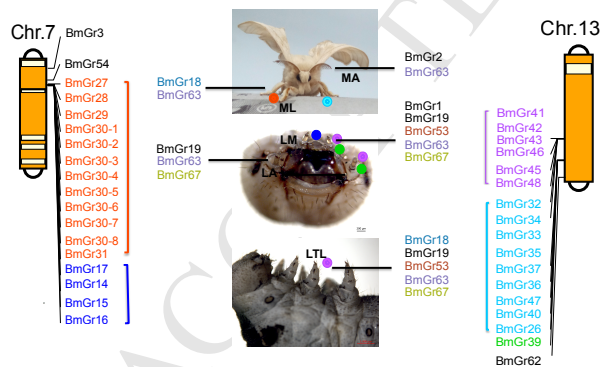 Chr.7
BmGr3
BmGr54
BmGr27
BmGr28
BmGr29
BmGr30-1
BmGr30-2
BmGr30-3
BmGr30-4
BmGr30-5
BmGr30-6
BmGr30-7
BmGr30-8
BmGr31
BmGr17
BmGr14
BmGr15
BmGr16
BmGr18
BmGr63
BmGr19
BmGr63
BmGr67
MA
ML
LM
LA
LTL
BmGr2
BmGr63
BmGr1
BmGr19
BmGr53
BmGr63
BmGr67
BmGr18
BmGr19
BmGr53
BmGr63
BmGr67
Chr.13
BmGr41
BmGr42
BmGr43
BmGr46
BmGr45
BmGr48
BmGr32
BmGr34
BmGr33
BmGr35
BmGr37
BmGr36
BmGr47
BmGr40
BmGr26
BmGr39
BmGr62